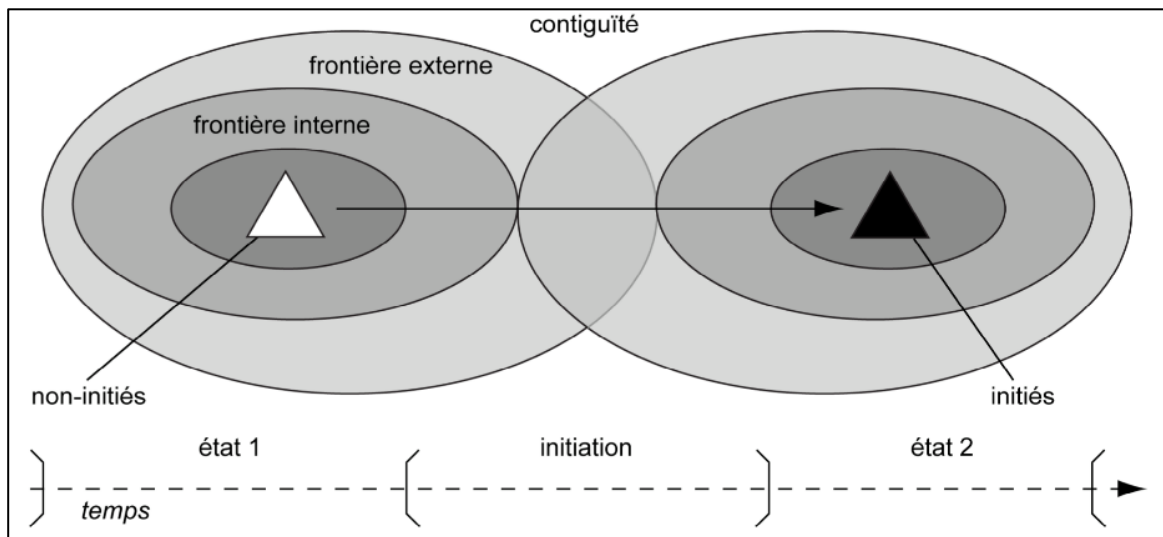 contiguïté
frontière externe
frontière interne
non-initiés
initiés
état 1
initiation
état 2
temps